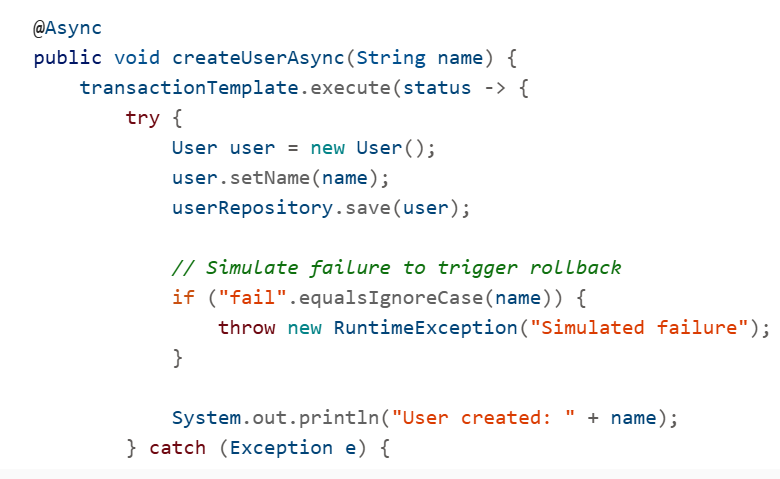 @Async
public void createUserAsync(String name) {
    transactionTemplate.execute(status -> {
        try {
            User user = new User();
            user.setName(name);
            userRepository.save(user);

            // Simulate failure to trigger rollback
            if ("fail".equalsIgnoreCase(name)) {
                throw new RuntimeException("Simulated failure");
            }

            System.out.println("User created: " + name);
        } catch (Exception e) {